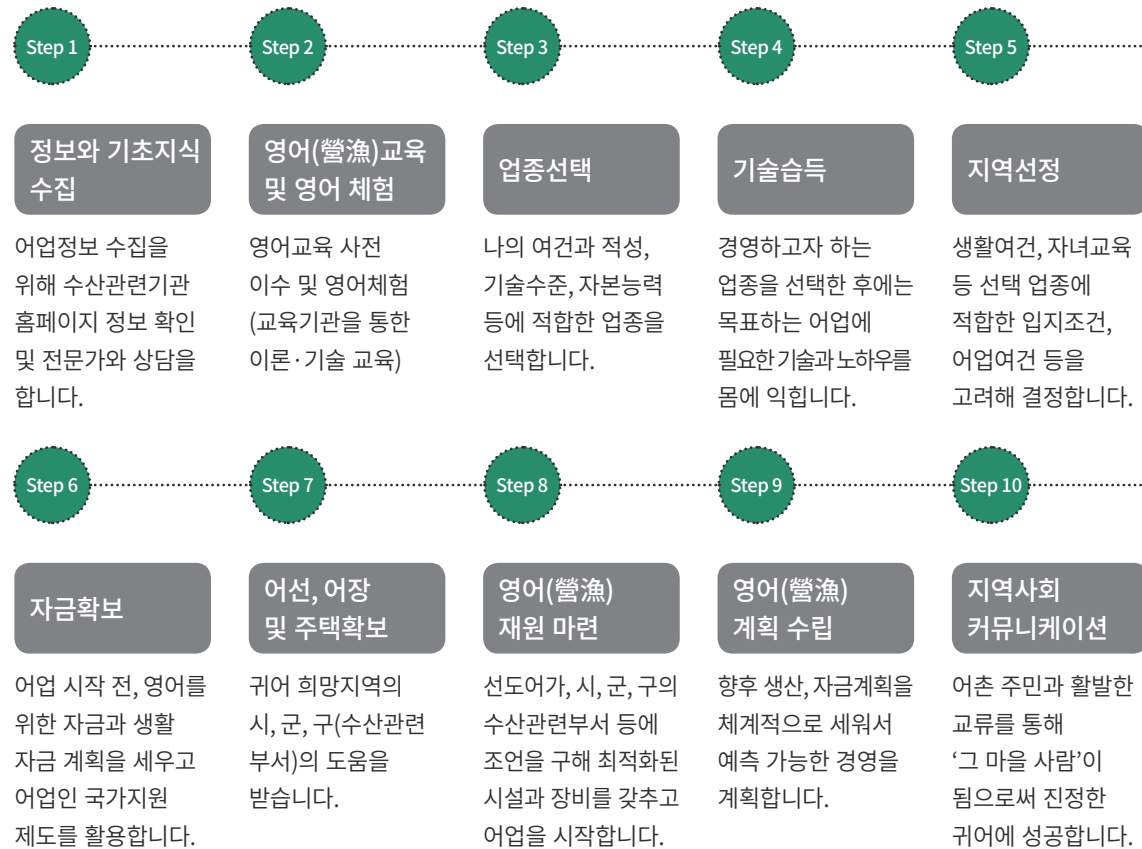 Step 1
Step 2
Step 3
Step 4
Step 5
정보와 기초지식
수집
영어(營漁)교육
및 영어 체험
업종선택
기술습득
지역선정
어업정보 수집을
위해 수산관련기관
홈페이지 정보 확인
및 전문가와 상담을
합니다.
영어교육 사전
이수 및 영어체험
(교육기관을 통한
이론·기술 교육)
나의 여건과 적성,
기술수준, 자본능력
등에 적합한 업종을
선택합니다.
경영하고자 하는
업종을 선택한 후에는
목표하는 어업에
필요한 기술과 노하우를
몸에 익힙니다.
생활여건, 자녀교육
등 선택 업종에
적합한 입지조건,
어업여건 등을
고려해 결정합니다.
Step 6
Step 7
Step 8
Step 9
Step 10
자금확보
어선, 어장
및 주택확보
영어(營漁)
재원 마련
영어(營漁)
계획 수립
지역사회
커뮤니케이션
어업 시작 전, 영어를
위한 자금과 생활
자금 계획을 세우고
어업인 국가지원
제도를 활용합니다.
귀어 희망지역의
시, 군, 구(수산관련
부서)의 도움을
받습니다.
선도어가, 시, 군, 구의
수산관련부서 등에
조언을 구해 최적화된
시설과 장비를 갖추고
어업을 시작합니다.
향후 생산, 자금계획을
체계적으로 세워서
예측 가능한 경영을
계획합니다.
어촌 주민과 활발한
교류를 통해
‘그 마을 사람’이
됨으로써 진정한
귀어에 성공합니다.